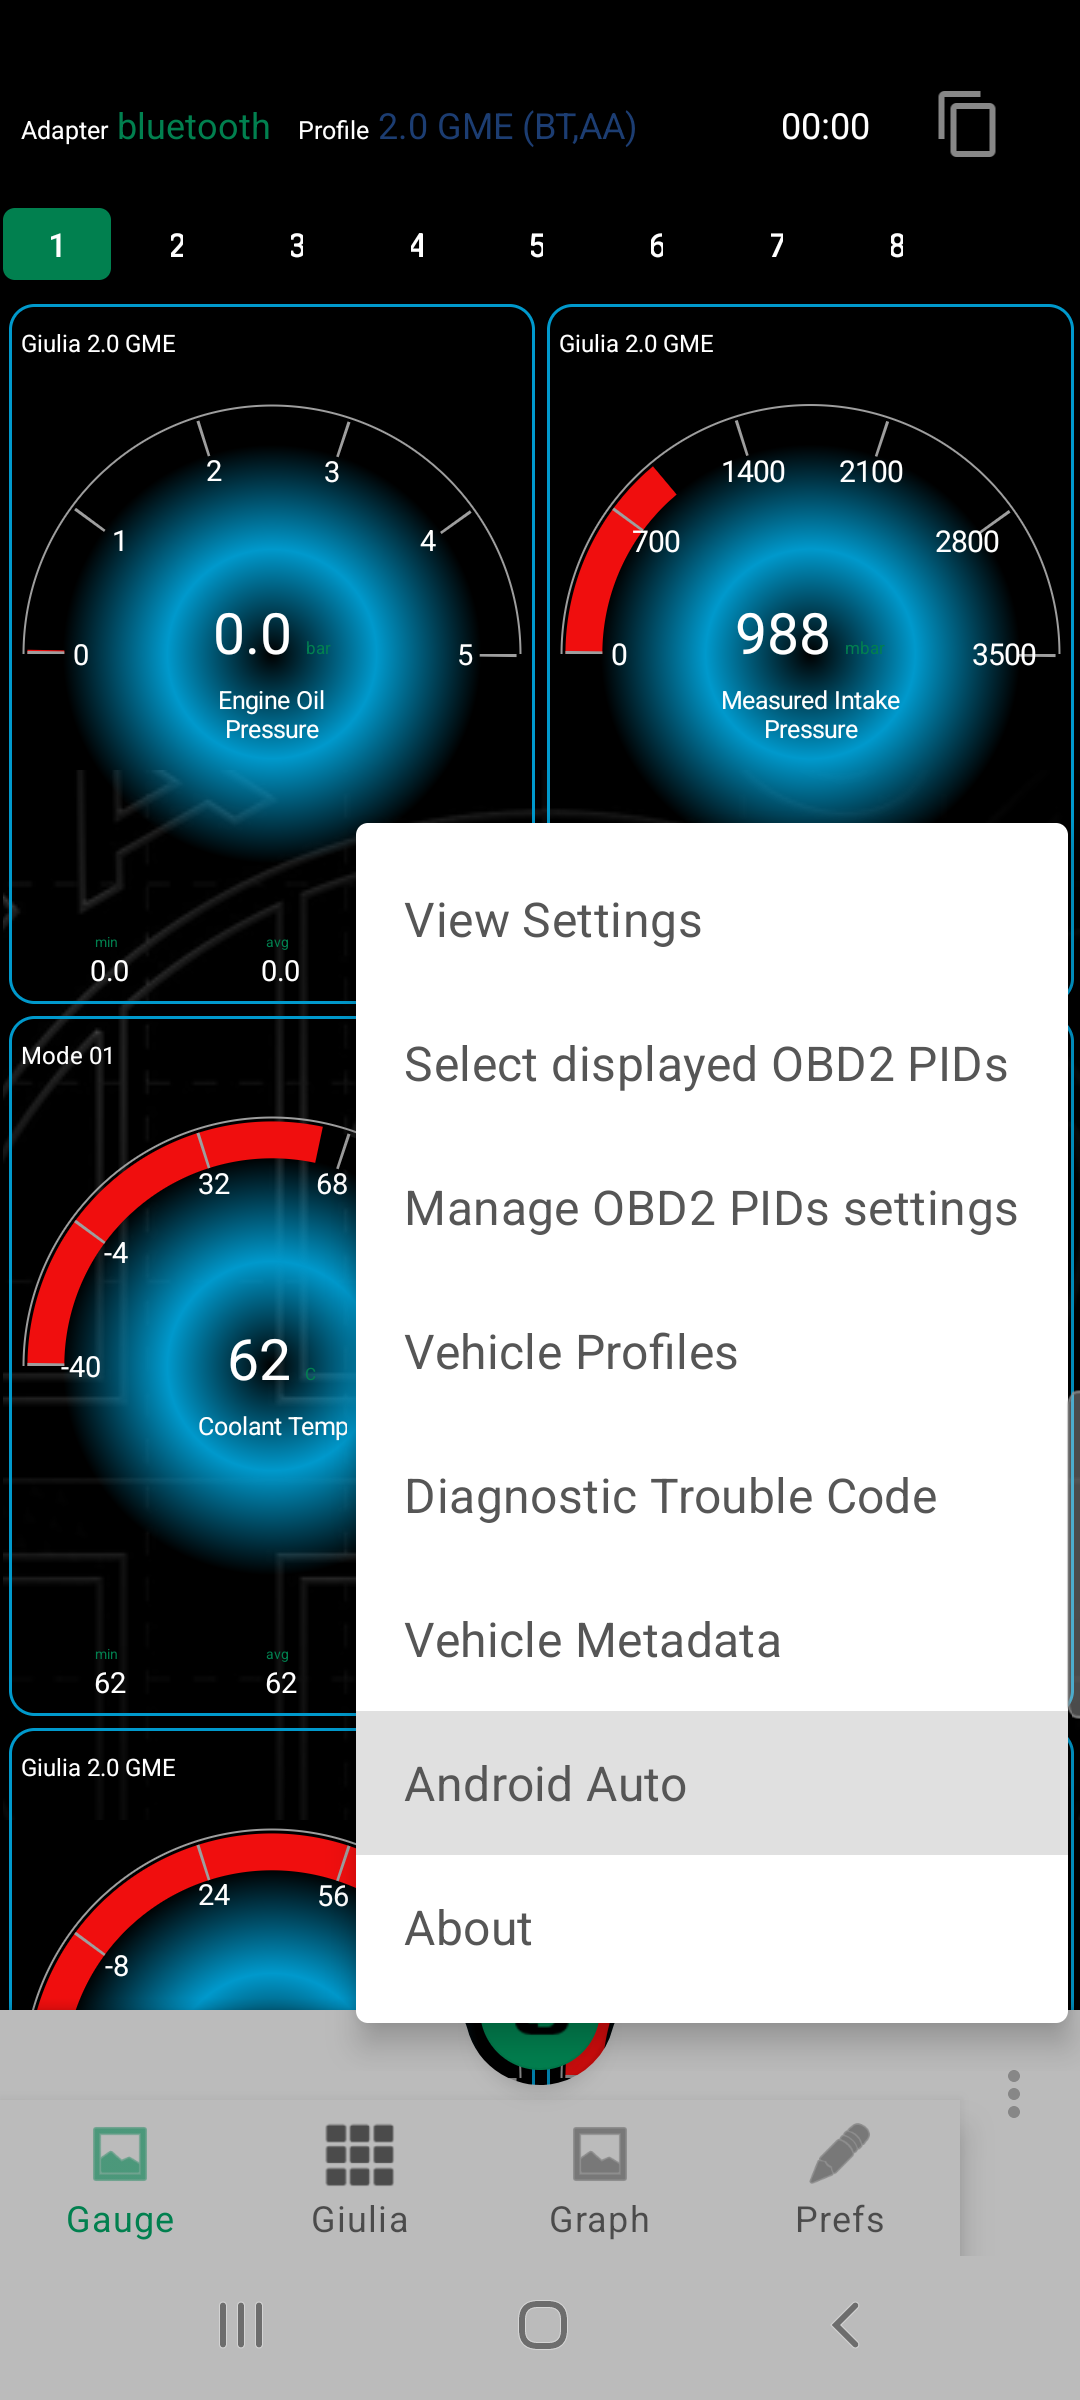 Adapter bluetooth Profile 2.0 GME (BT,AA) 00:00
1 2 3 4 5 6 7 8
Giulia 2.0 GME
0 1 2 3 4 5
0.0 bar
Engine Oil
Pressure
min avg
0.0 0.0
Giulia 2.0 GME
0 700 1400 2100 2800 3500
988 mbar
Measured Intake
Pressure
Mode 01
-40 -4 32 68
62 C
Coolant Temp
min avg
62 62
Giulia 2.0 GME
-8 24 56
View Settings
Select displayed OBD2 PIDs
Manage OBD2 PIDs settings
Vehicle Profiles
Diagnostic Trouble Code
Vehicle Metadata
Android Auto
About
Gauge Giulia Graph Prefs